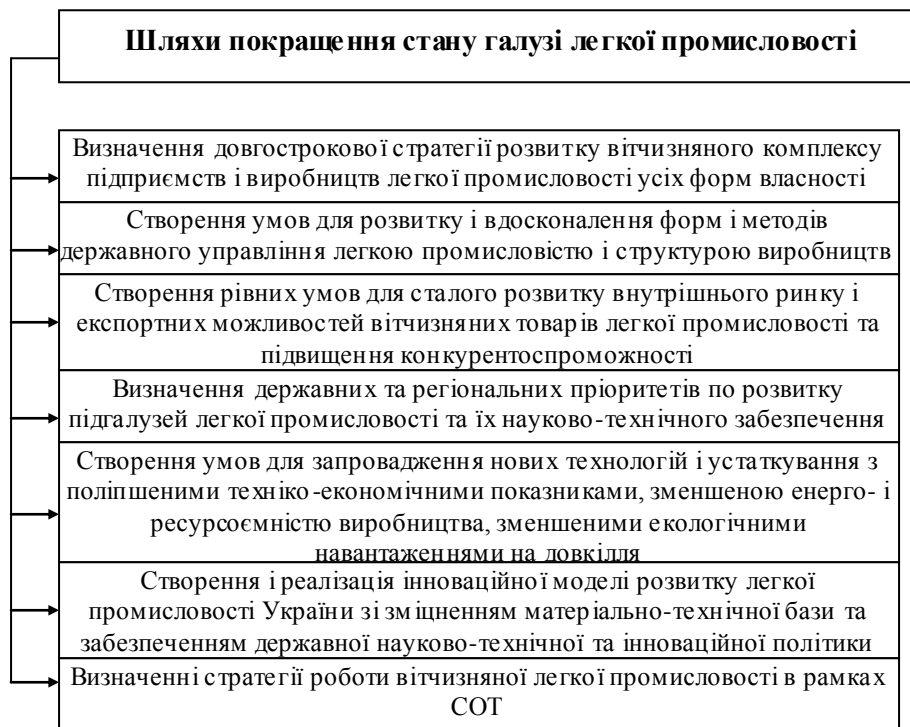 Шляхи покращення стану галузі легкої промисловості
Визначення довгострокової стратегії розвитку вітчизняного комплексу
підприємств і виробництв легкої промисловості усіх форм власності
Створення умов для розвитку і вдосконалення форм і методів
державного управління легкою промисловістю і структурою виробництв
Створення рівних умов для сталого розвитку внутрішнього ринку і
експортних можливостей вітчизняних товарів легкої промисловості та
підвищення конкурентоспроможності
Визначення державних та регіональних пріоритетів по розвитку
підгалузей легкої промисловості та їх науково-технічного забезпечення
Створення умов для запровадження нових технологій і устаткування з
поліпшеними техніко-економічними показниками, зменшеною енерго- і
ресурсоємністю виробництва, зменшеними екологічними
навантаженнями на довкілля
Створення і реалізація інноваційної моделі розвитку легкої
промисловості України зі зміцненням матеріально-технічної бази та
забезпеченням державної науково-технічної та інноваційної політики
Визначенні стратегії роботи вітчизняної легкої промисловості в рамках
СОТ